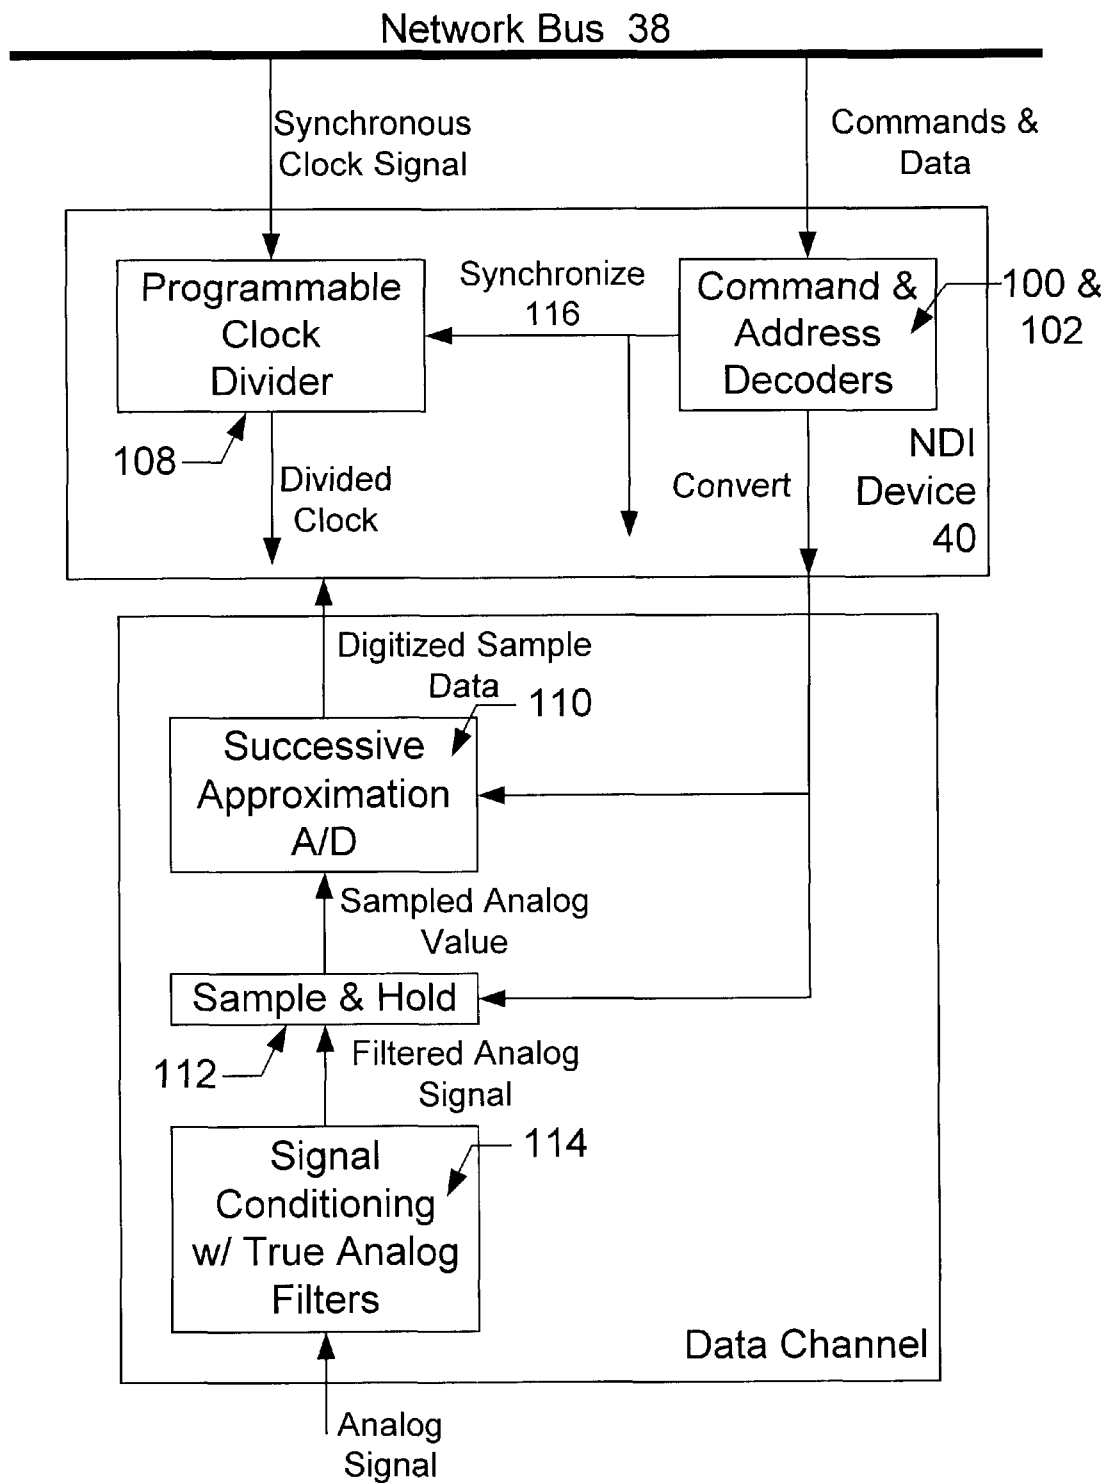 Network Bus 38
Synchronous
Clock Signal
Commands &
Data
Programmable
Clock
Divider
Synchronize
116
Command &
Address
Decoders
100 &
102
108
Divided
Clock
Convert
NDI
Device
40
Digitized Sample
Data
110
Successive
Approximation
A/D
Sampled Analog
Value
Sample & Hold
112
Filtered Analog
Signal
114
Signal
Conditioning
w/ True Analog
Filters
Data Channel
Analog
Signal